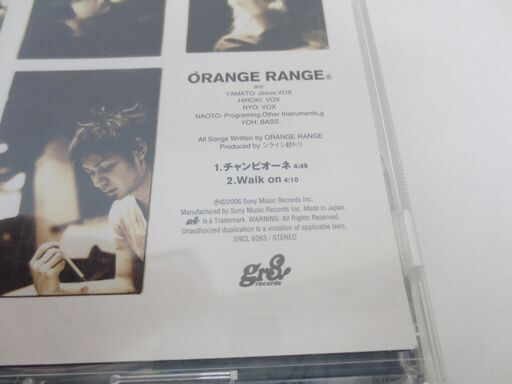 ORANGE RANGE
are
YAMATO: Jesus,VOX
HIROKI: VOX
RYO: VOX
NAOTO: Programing,Other Instruments,g
YOH: BASS
All Songs Written by ORANGE RANGE
Produced by シライシ紗トリ
1.チャンピオーネ 4:49
2.Walk on 4:10
℗©2006 Sony Music Records Inc.
Manufactured by Sony Music Records Inc. Made in Japan.
gr8! is a Trademark. WARNING: All Rights Reserved.
Unauthorized duplication is a violation of applicable laws.
SRCL 6263 / STEREO
gr8!
records